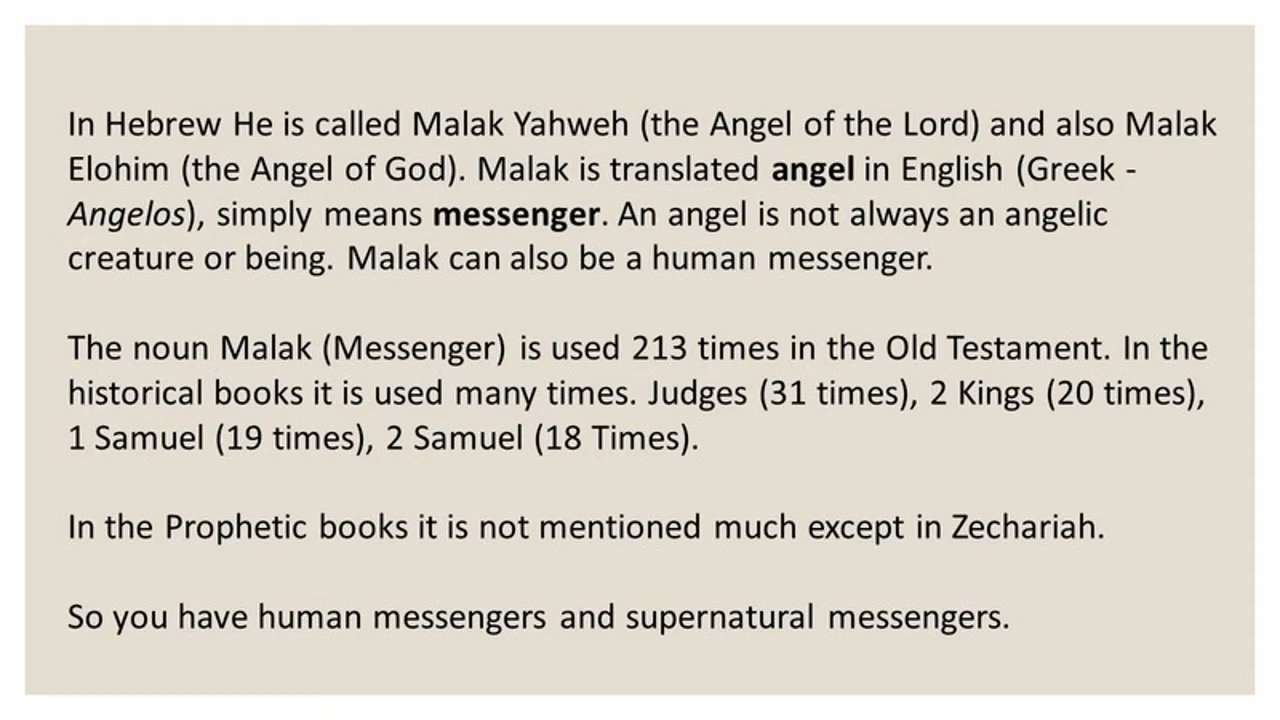 In Hebrew He is called Malak Yahweh (the Angel of the Lord) and also Malak
Elohim (the Angel of God). Malak is translated angel in English (Greek -
Angelos), simply means messenger. An angel is not always an angelic
creature or being. Malak can also be a human messenger.
The noun Malak (Messenger) is used 213 times in the Old Testament. In the
historical books it is used many times. Judges (31 times), 2 Kings (20 times),
1 Samuel (19 times), 2 Samuel (18 Times).
In the Prophetic books it is not mentioned much except in Zechariah.
So you have human messengers and supernatural messengers.